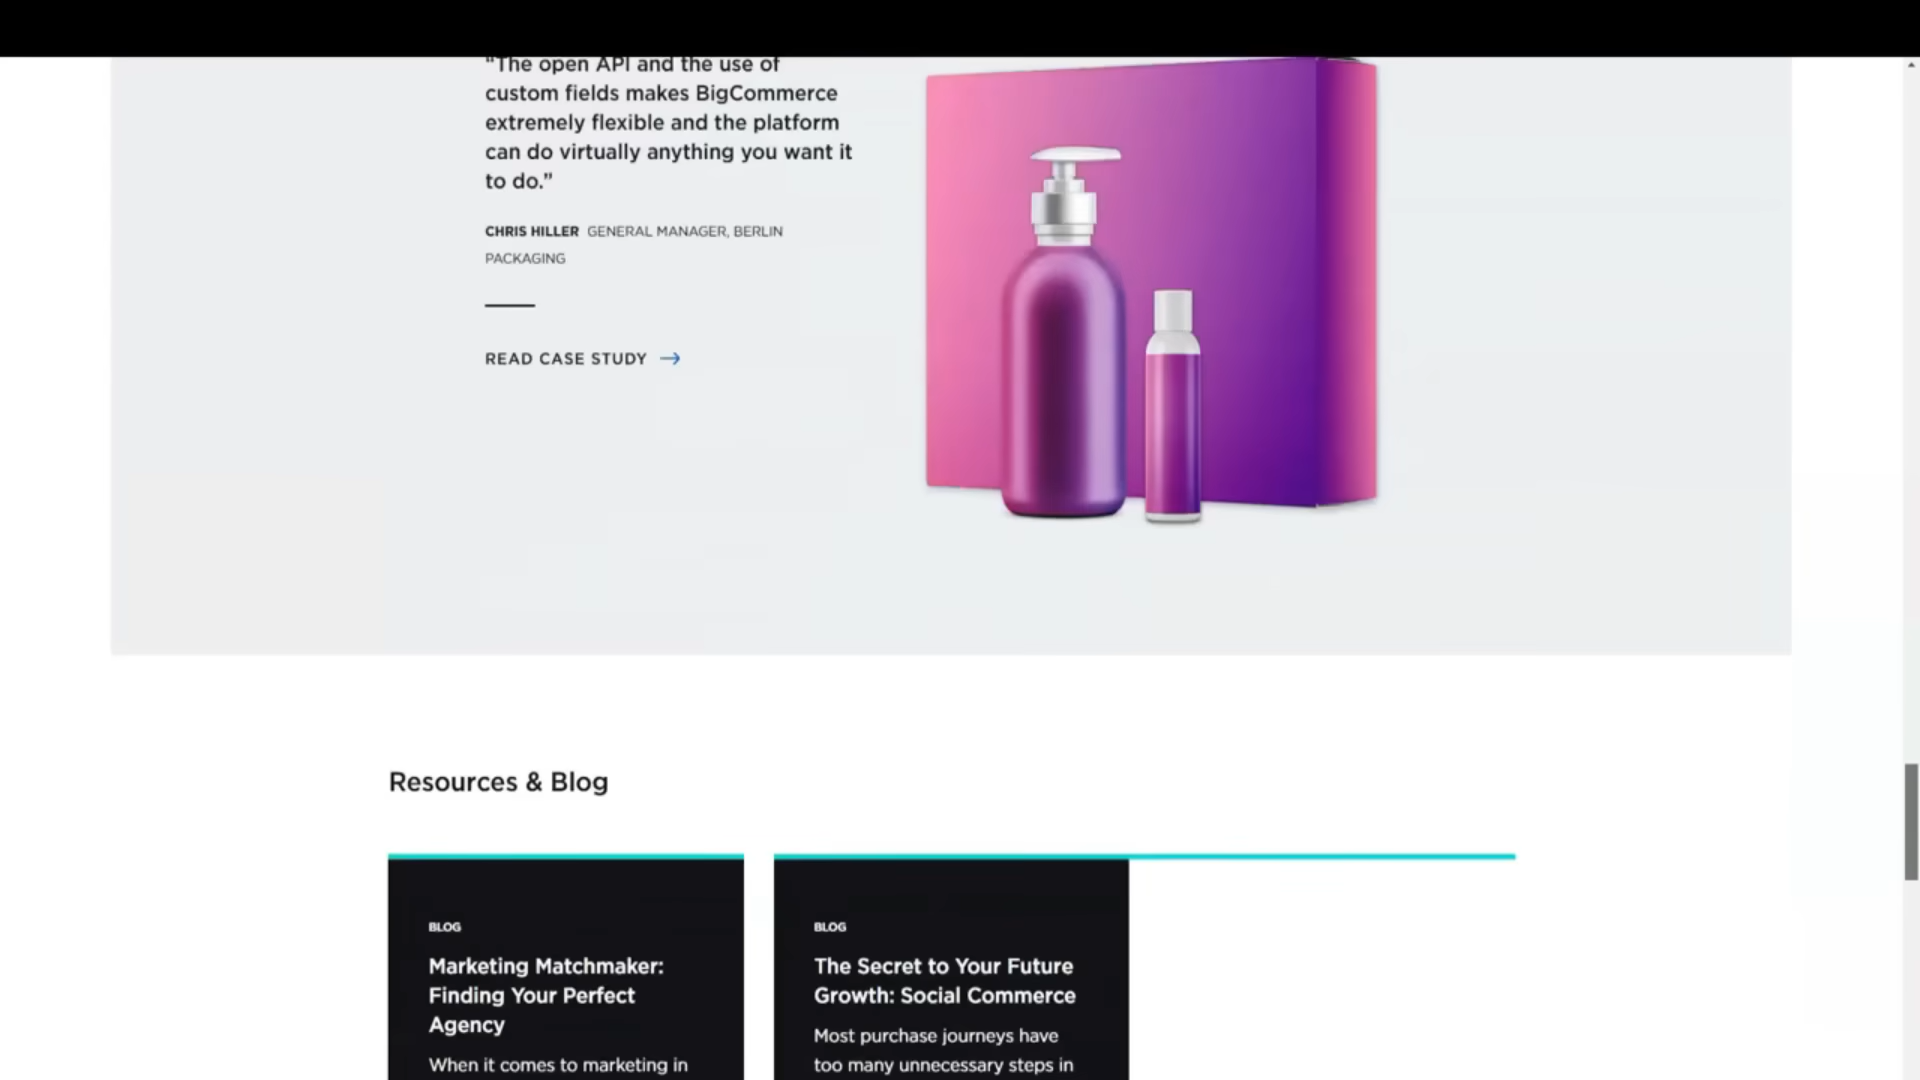 “The open API and the use of
custom fields makes BigCommerce
extremely flexible and the platform
can do virtually anything you want it
to do.”
CHRIS HILLER GENERAL MANAGER, BERLIN
PACKAGING
READ CASE STUDY
Resources & Blog
BLOG
Marketing Matchmaker:
Finding Your Perfect
Agency
When it comes to marketing in
BLOG
The Secret to Your Future
Growth: Social Commerce
Most purchase journeys have
too many unnecessary steps in